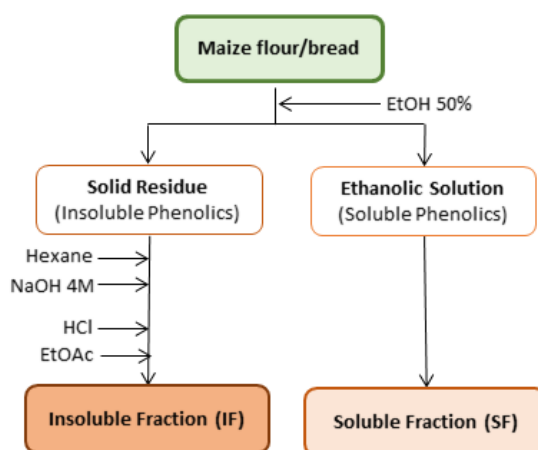 Maize flour/bread
EtOH 50%
Solid Residue
(Insoluble Phenolics)
Ethanolic Solution
(Soluble Phenolics)
Hexane
NaOH 4M
HCl
EtOAc
Insoluble Fraction (IF)
Soluble Fraction (SF)